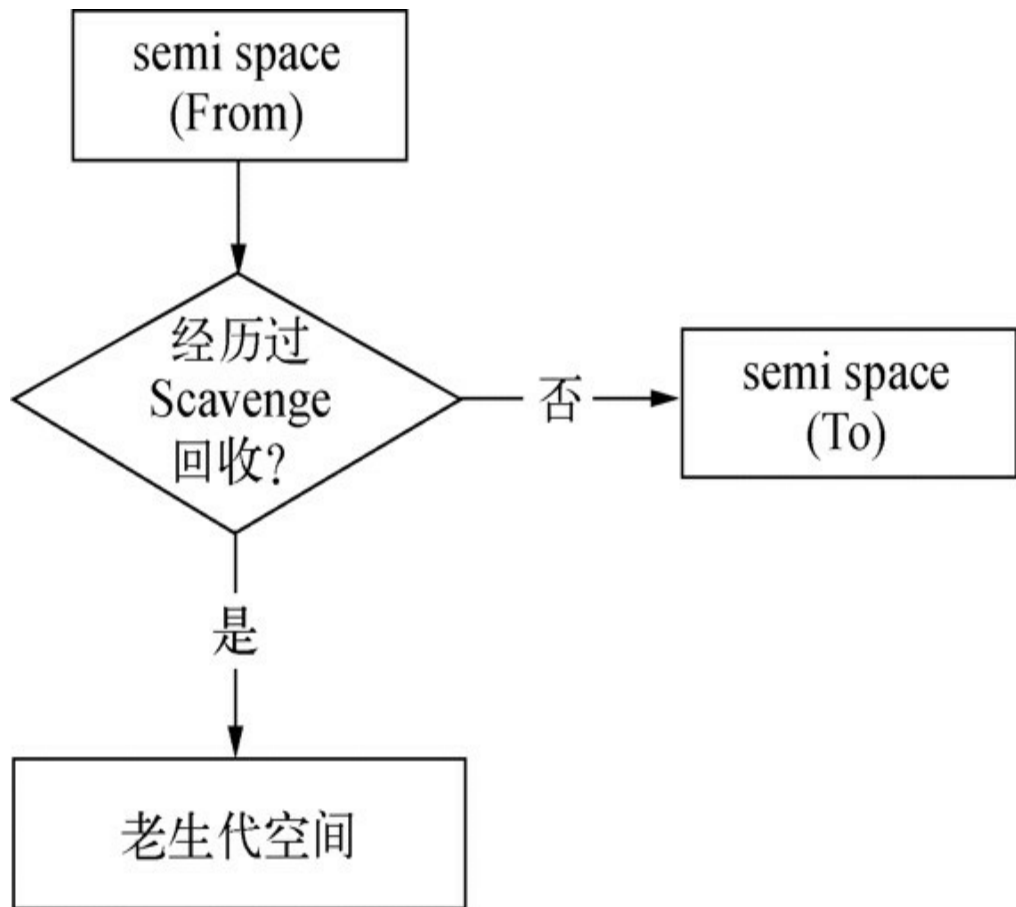 semi space
(From)
经历过
Scavenge
回收?
否
semi space
(To)
是
老生代空间